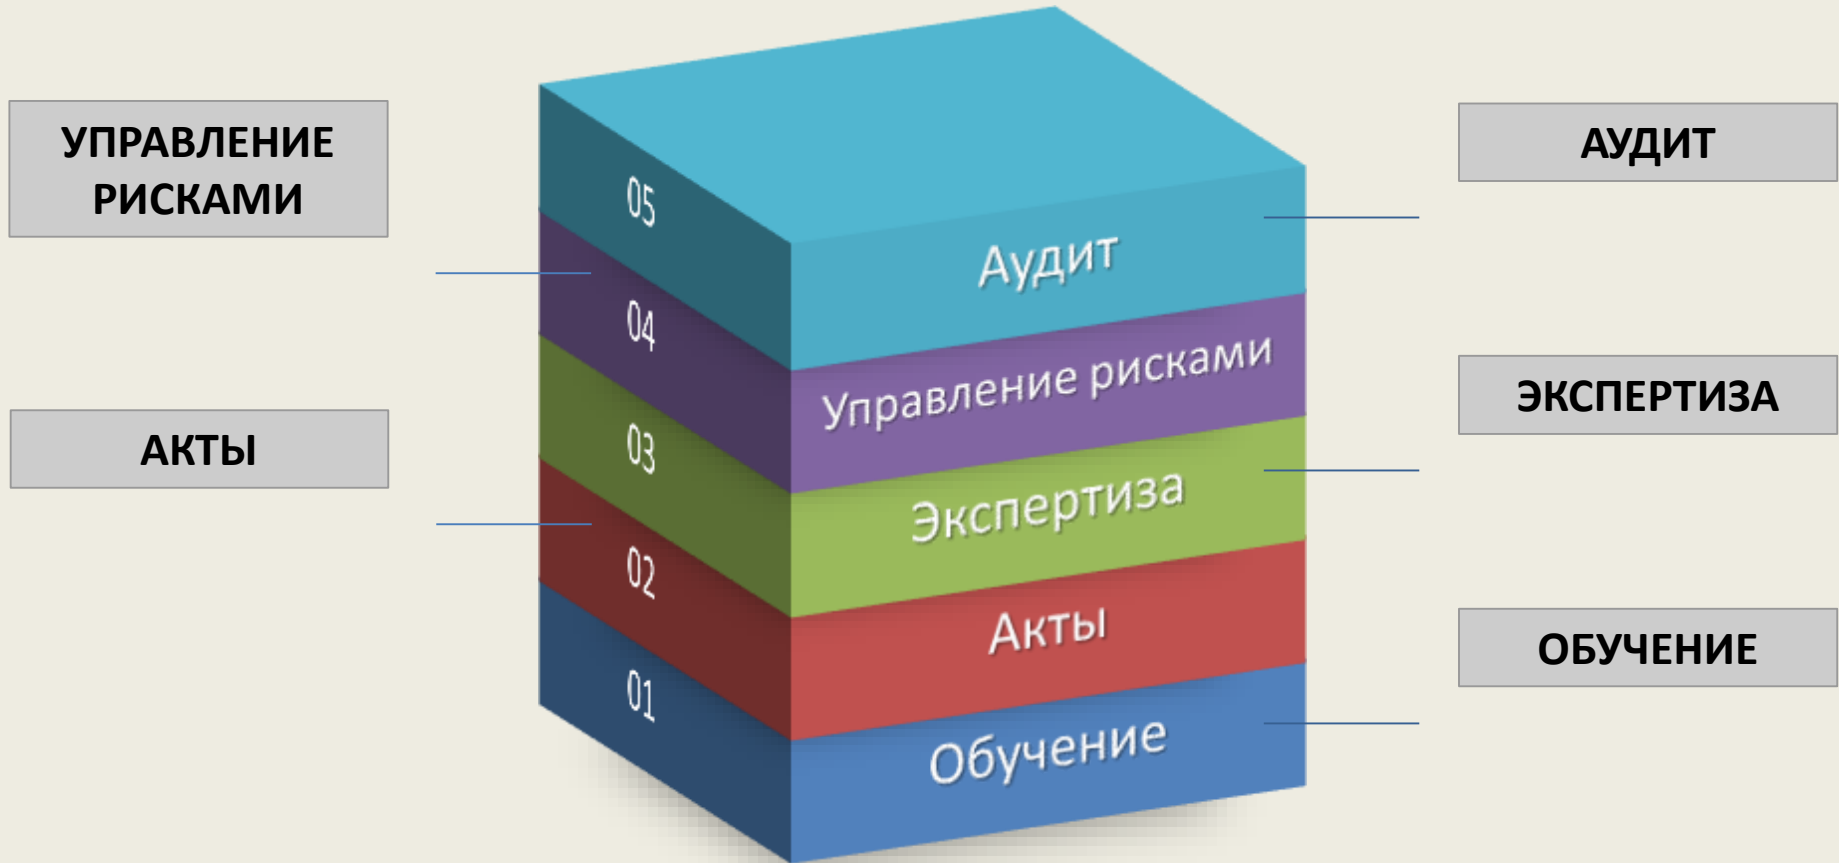 УПРАВЛЕНИЕ
РИСКАМИ
АКТЫ
05
04
03
02
01
Аудит
Управление рисками
Экспертиза
Акты
Обучение
АУДИТ
ЭКСПЕРТИЗА
ОБУЧЕНИЕ